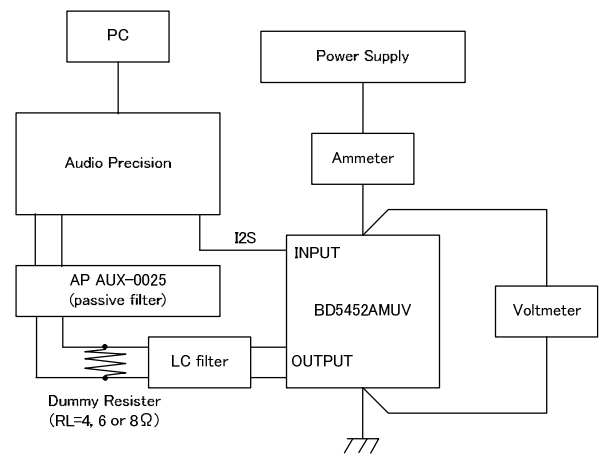 PC
Power Supply
Audio Precision
Ammeter
I2S
INPUT
AP AUX-0025
(passive filter)
BD5452AMUV
Voltmeter
LC filter
OUTPUT
Dummy Resister
(RL=4, 6 or 8Ω)